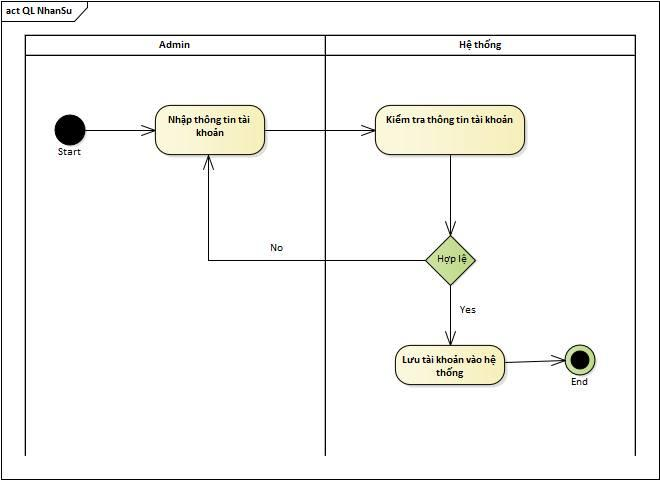 act QL NhanSu
Admin
Hệ thống
Nhập thông tin tài
khoản
Kiểm tra thông tin tài khoản
Start
No
Hợp lệ
Yes
Lưu tài khoản vào hệ
thống
End